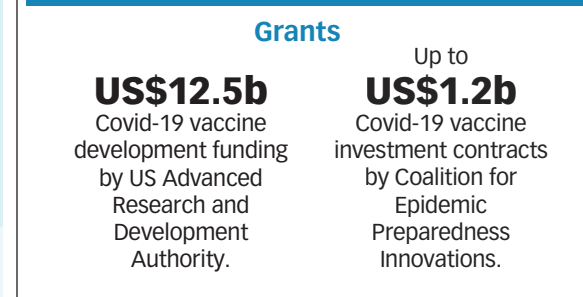 Grants
US$12.5b
Covid-19 vaccine
development funding
by US Advanced
Research and
Development
Authority.
Up to
US$1.2b
Covid-19 vaccine
investment contracts
by Coalition for
Epidemic
Preparedness
Innovations.